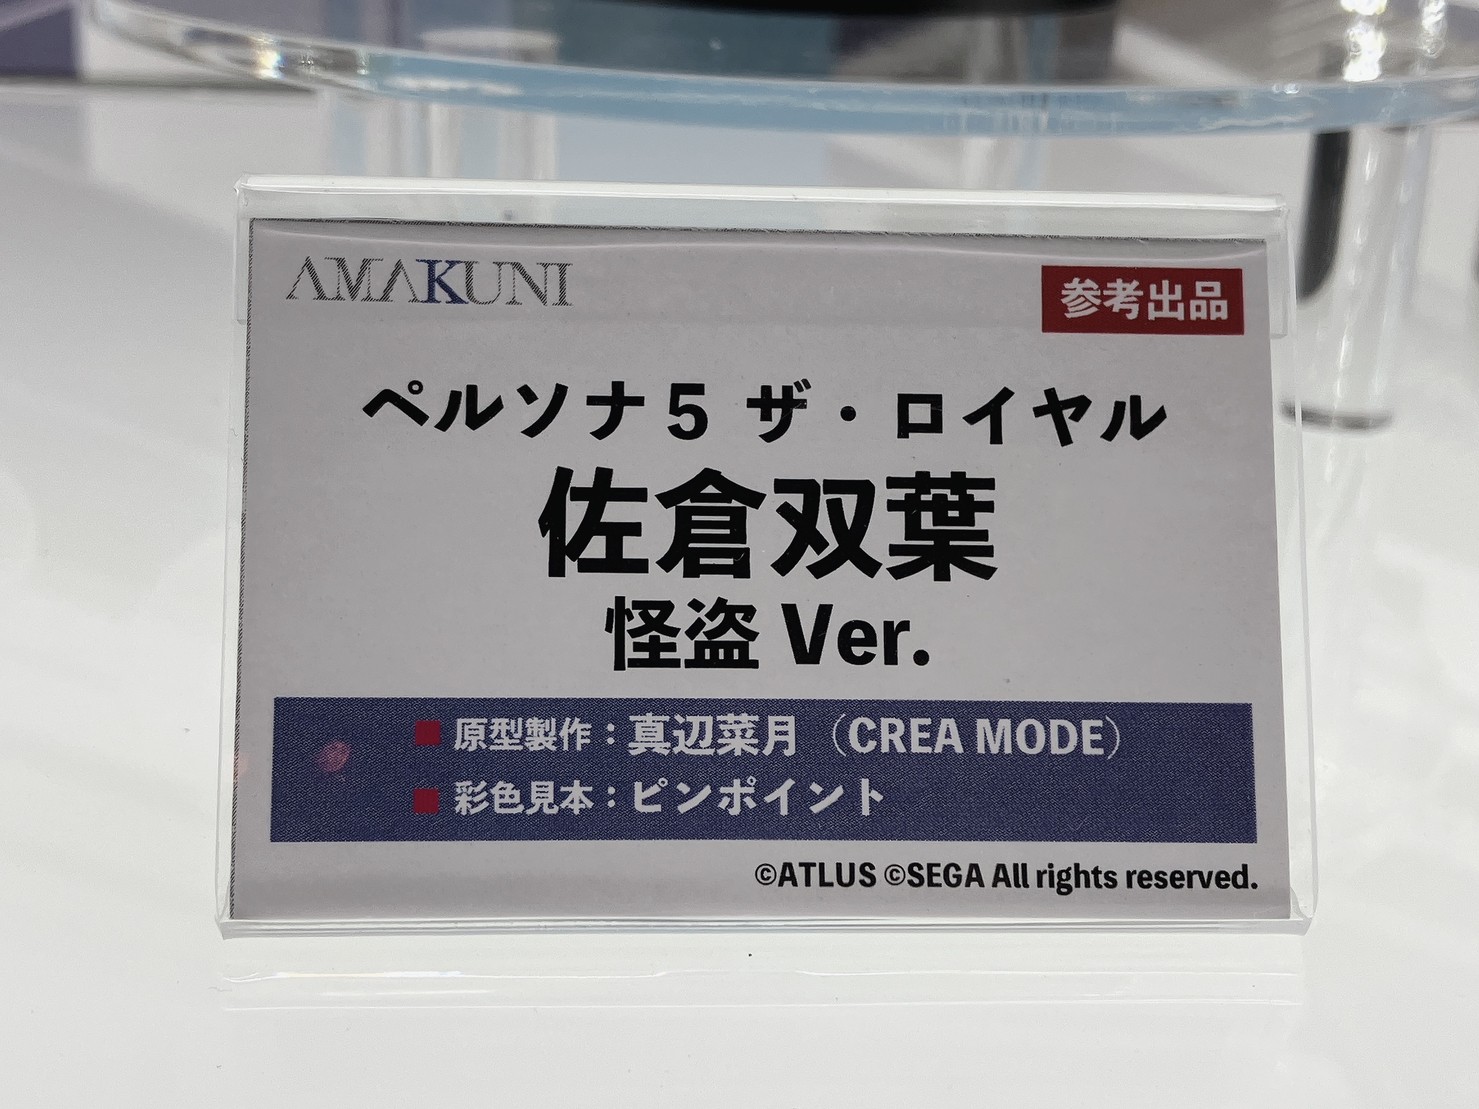 AMAKUNI
参考出品
ペルソナ5 ザ・ロイヤル
佐倉双葉
怪盗 Ver.
■ 原型製作：真辺菜月（CREA MODE）
■ 彩色見本：ピンポイント
©ATLUS ©SEGA All rights reserved.